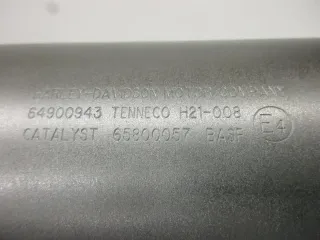 HARLEY-DAVIDSON MOTOR COMPANY
64900943 TENNECO H21-008
CATALYST 65800057 BASF E4